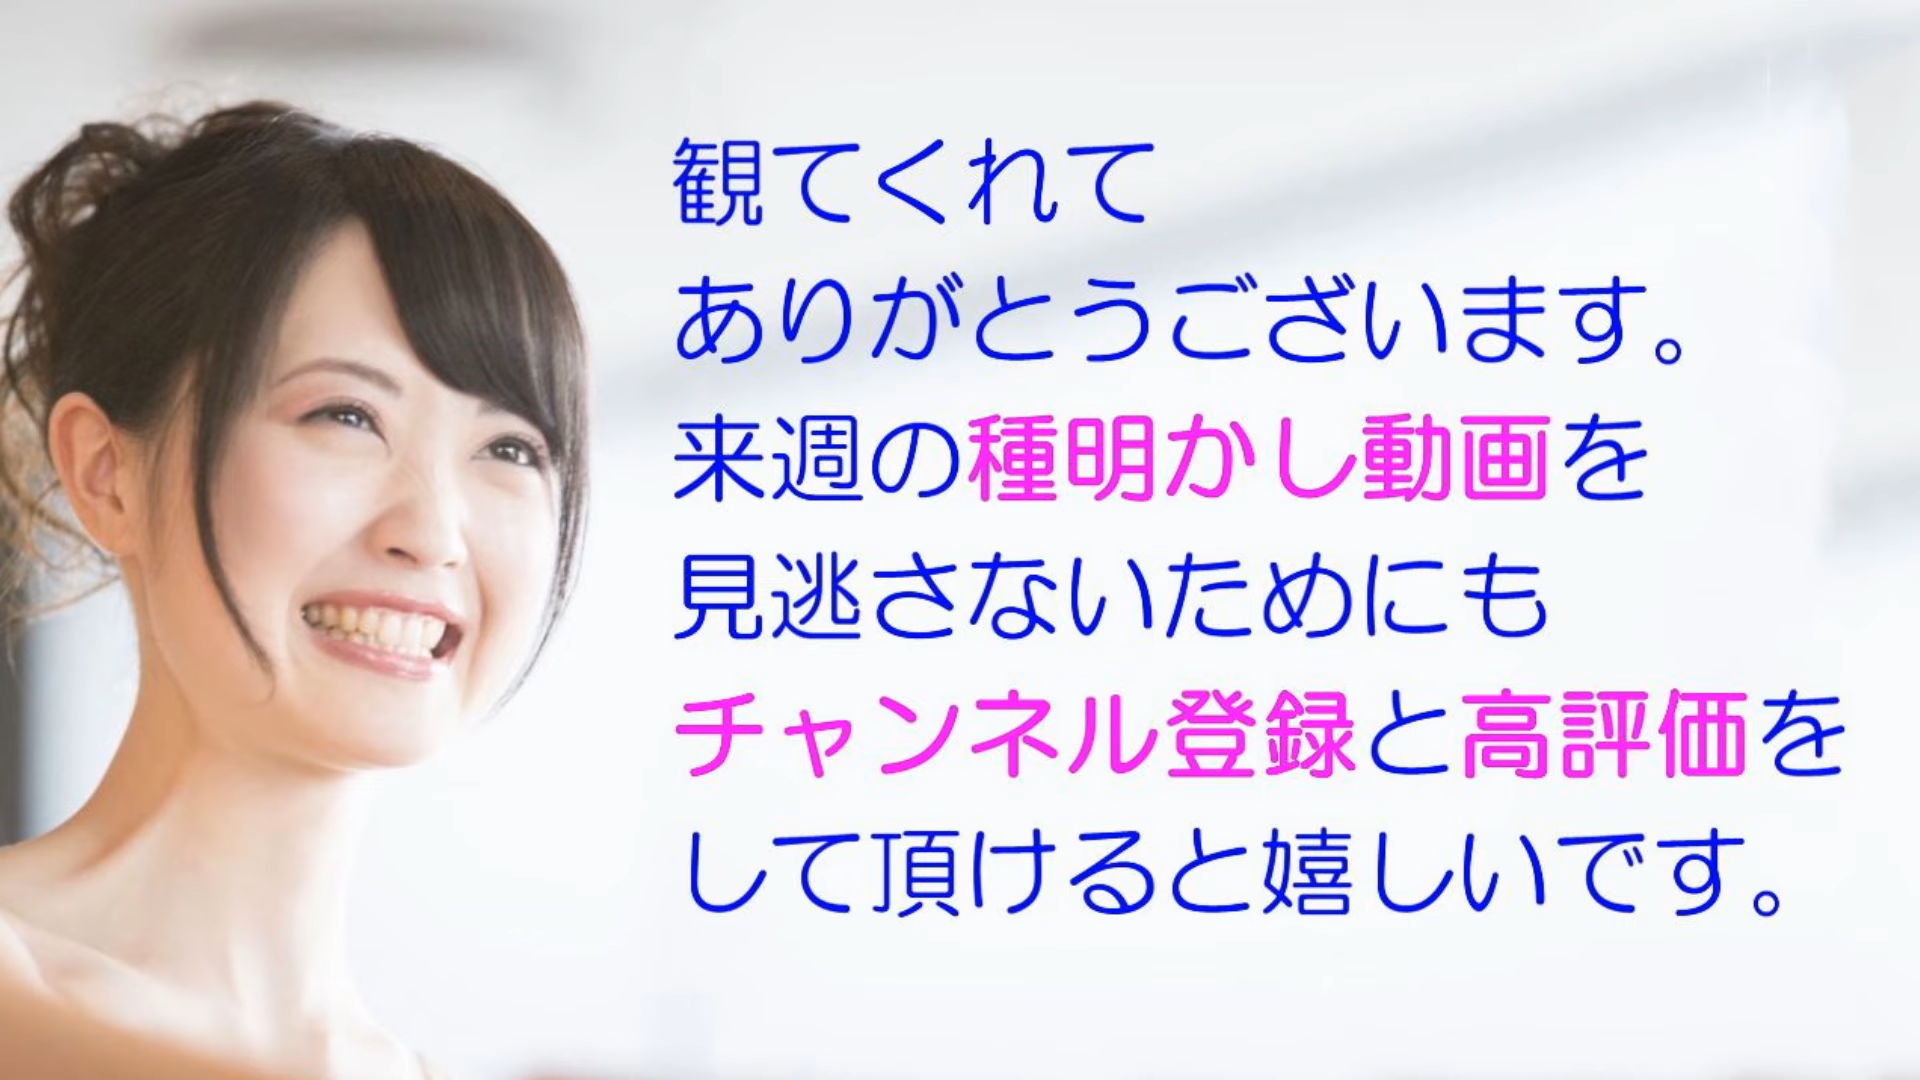 観てくれて
ありがとうございます。
来週の種明かし動画を
見逃さないためにも
チャンネル登録と高評価を
して頂けると嬉しいです。